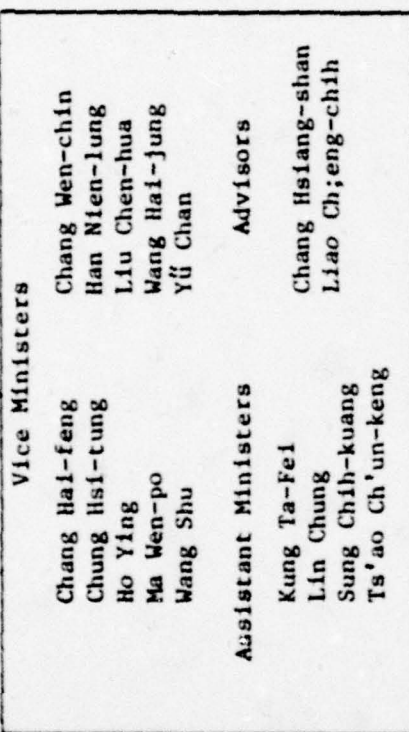 Vice Ministers
Chang Hai-feng Chang Wen-chin
Chung Hsi-tung Han Nien-lung
Ho Ying Liu Chen-hua
Ma Wen-po Wang Hai-jung
Wang Shu Yü Chan
Assistant Ministers Advisors
Kung Ta-Fei Chang Hsiang-shan
Lin Chung Liao Ch;eng-chih
Sung Chih-kuang
Ts'ao Ch'un-keng